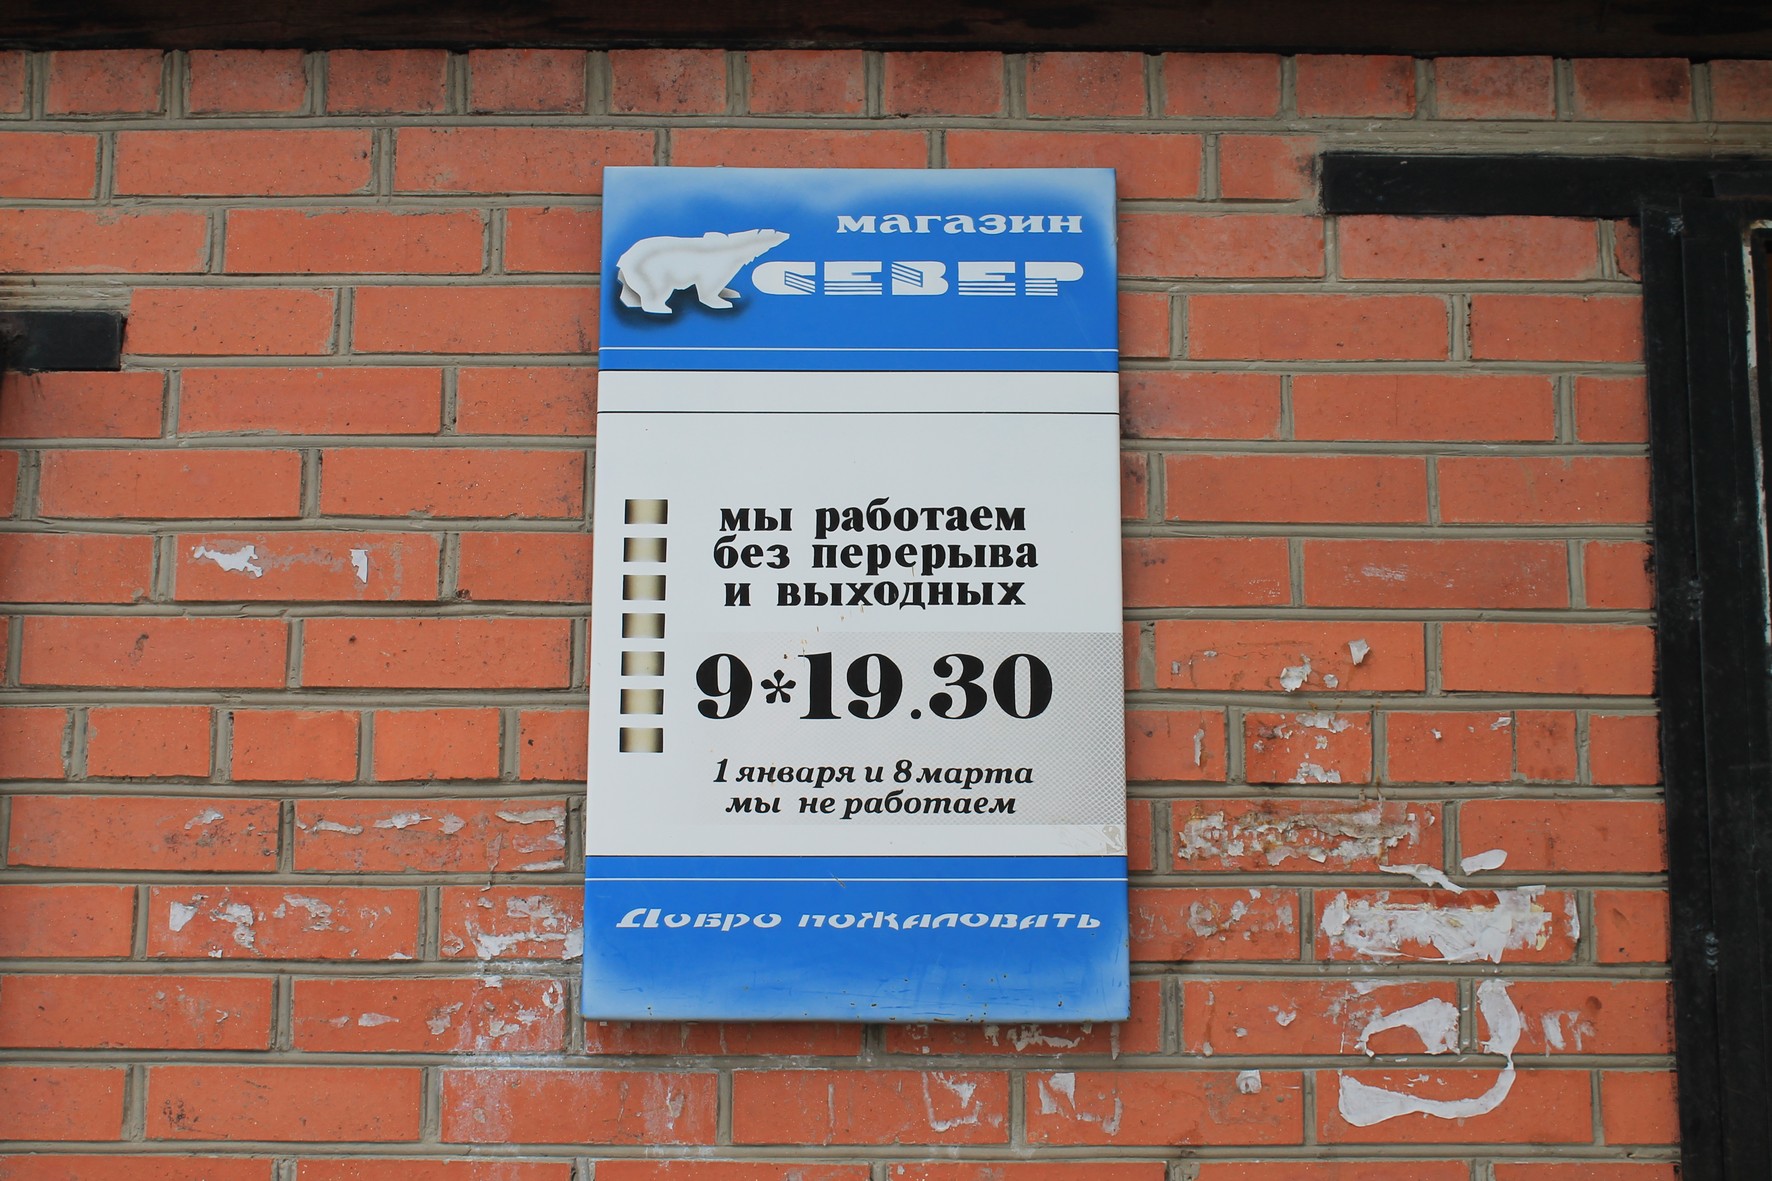 магазин
СЕВЕР
мы работаем
без перерыва
и выходных
9*19.30
1 января и 8 марта
мы не работаем
Добро пожаловать